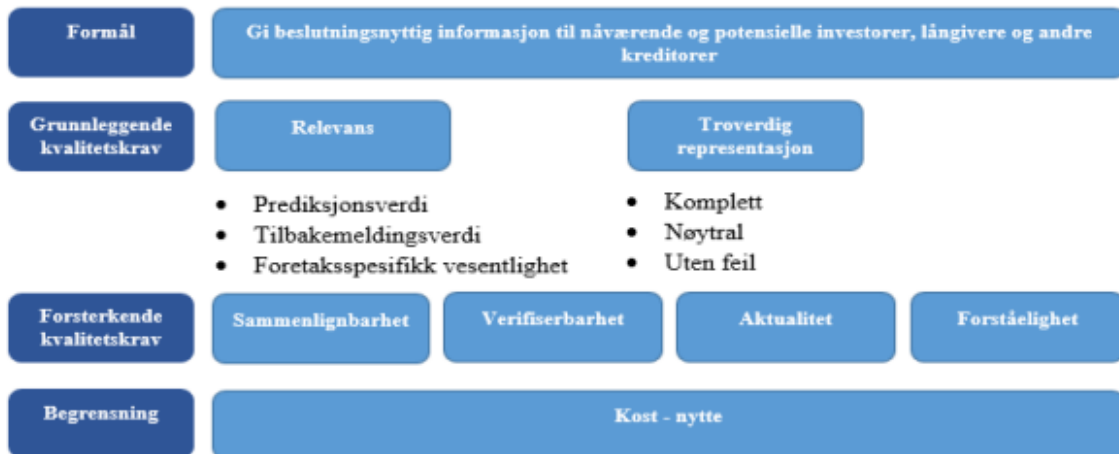 Formål
Gi beslutningsnyttig informasjon til nåværende og potensielle investorer, långivere og andre
kreditorer
Grunnleggende
kvalitetskrav
Relevans
Troverdig
representasjon
• Prediksjonsverdi
• Tilbakemeldingsverdi
• Foretaksspesifikk vesentlighet
• Komplett
• Nøytral
• Uten feil
Forsterkende
kvalitetskrav
Sammenlignbarhet
Verifiserbarhet
Aktualitet
Forståelighet
Begrensning
Kost - nytte